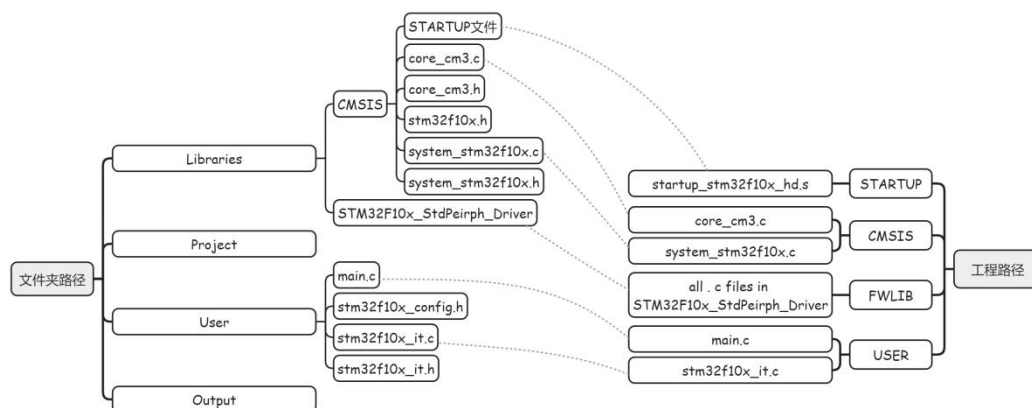 文件夹路径
Libraries
CMSIS
STARTUP文件
core_cm3.c
core_cm3.h
stm32f10x.h
system_stm32f10x.c
system_stm32f10x.h
STM32F10x_StdPeirph_Driver
Project
User
main.c
stm32f10x_config.h
stm32f10x_it.c
stm32f10x_it.h
Output
工程路径
STARTUP
startup_stm32f10x_hd.s
CMSIS
core_cm3.c
system_stm32f10x.c
FWLIB
all . c files in
STM32F10x_StdPeirph_Driver
USER
main.c
stm32f10x_it.c